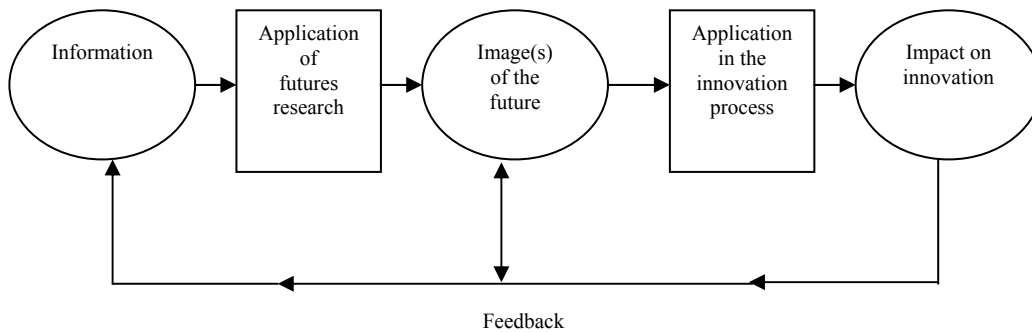 Information
Application
of
futures
research
Image(s)
of the
future
Application
in the
innovation
process
Impact on
innovation
Feedback